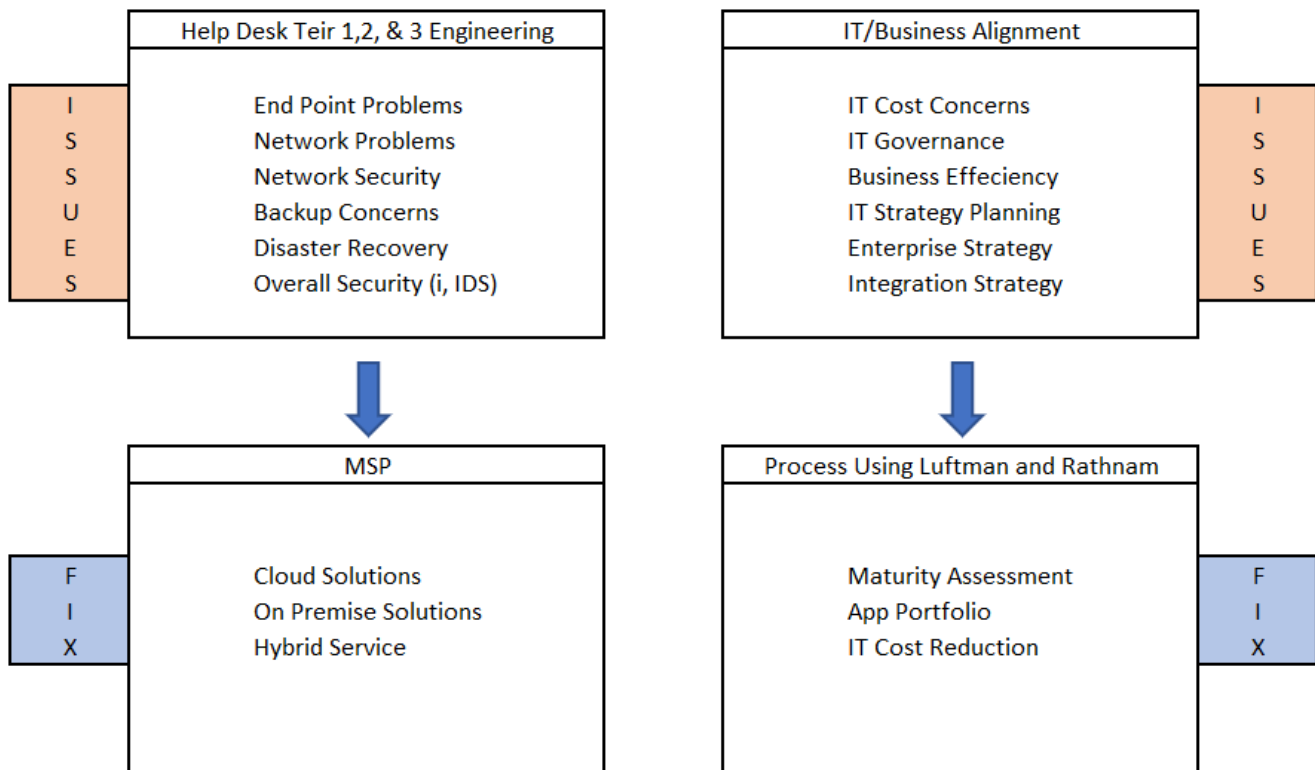 Help Desk Teir 1,2, & 3 Engineering
I
S
S
U
E
S
End Point Problems
Network Problems
Network Security
Backup Concerns
Disaster Recovery
Overall Security (i, IDS)
IT/Business Alignment
IT Cost Concerns
IT Governance
Business Effeciency
IT Strategy Planning
Enterprise Strategy
Integration Strategy
I
S
S
U
E
S
MSP
F
I
X
Cloud Solutions
On Premise Solutions
Hybrid Service
Process Using Luftman and Rathnam
Maturity Assessment
App Portfolio
IT Cost Reduction
F
I
X